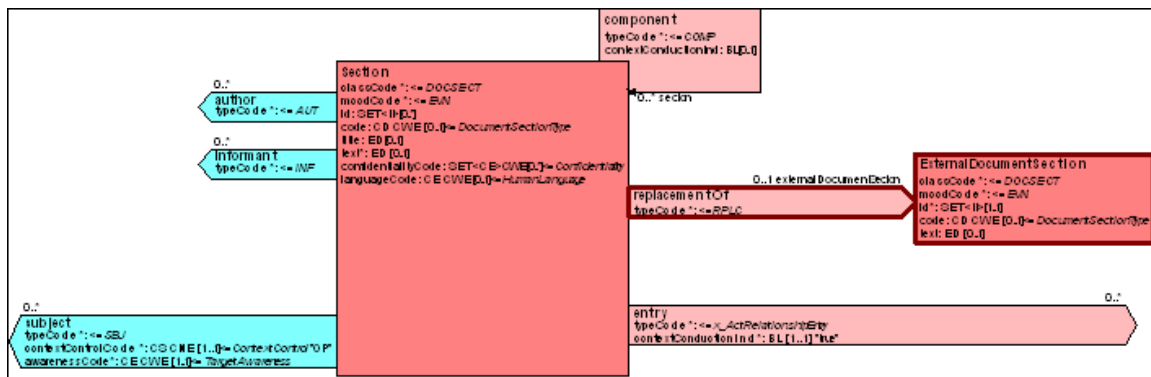 component
typeCode*: <= COMP
contextConductionInd: BL[0..1]
0..* section
Section
classCode*: <= DOCSECT
moodCode*: <= EVN
id: SET<II>[0..*]
code: CD CWE [0..1]<= DocumentSectionType
title: ED[0..1]
text*: ED [0..1]
confidentialityCode: SET<CE>CWE[0..*]<= Confidentiality
languageCode: CE CWE[0..1]<= HumanLanguage
0..*
author
typeCode*: <= AUT
0..*
informant
typeCode*: <= INF
0..1 externalDocumentSection
replacementOf
typeCode*: <=RPLC
ExternalDocumentSection
classCode*: <= DOCSECT
moodCode*: <= EVN
id*: SET<II>[1..1]
code: CD CWE [0..1]<= DocumentSectionType
text: ED [0..1]
0..*
subject
typeCode*: <= SBJ
contextControlCode*: CS CNE [1..1]<= ContextControl "OP"
awarenessCode*: CE CWE [1..1]<= TargetAwareness
0..*
entry
typeCode*: <= x_ActRelationshipEntry
contextConductionInd*: BL [1..1] "true"